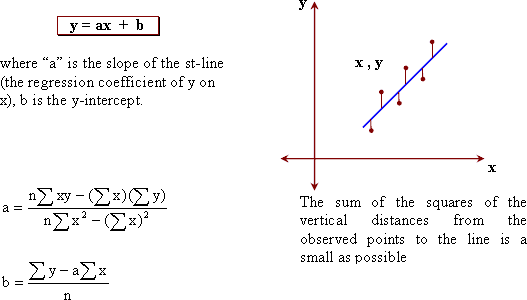 y = ax + b
where “a” is the slope of the st-line
(the regression coefficient of y on
x), b is the y-intercept.
a = n∑xy − (∑x)(∑y) / n∑x² − (∑x)²
b = ∑y − a∑x / n
y
x , y
x
The sum of the squares of the
vertical distances from the
observed points to the line is a
small as possible